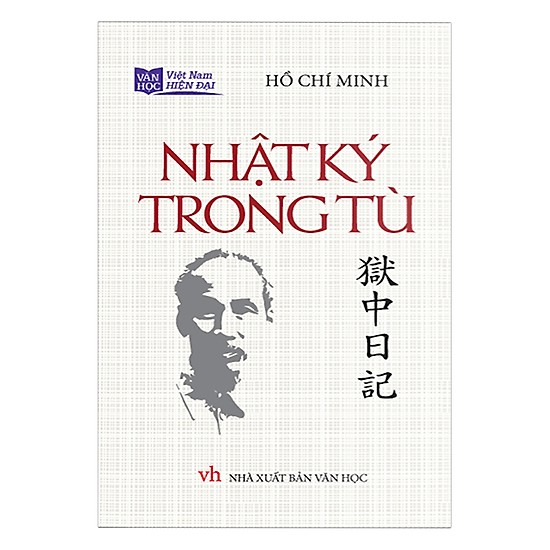 VĂN HỌC
Việt Nam
HIỆN ĐẠI
HỒ CHÍ MINH
NHẬT KÝ
TRONG TÙ
獄中日記
vh NHÀ XUẤT BẢN VĂN HỌC